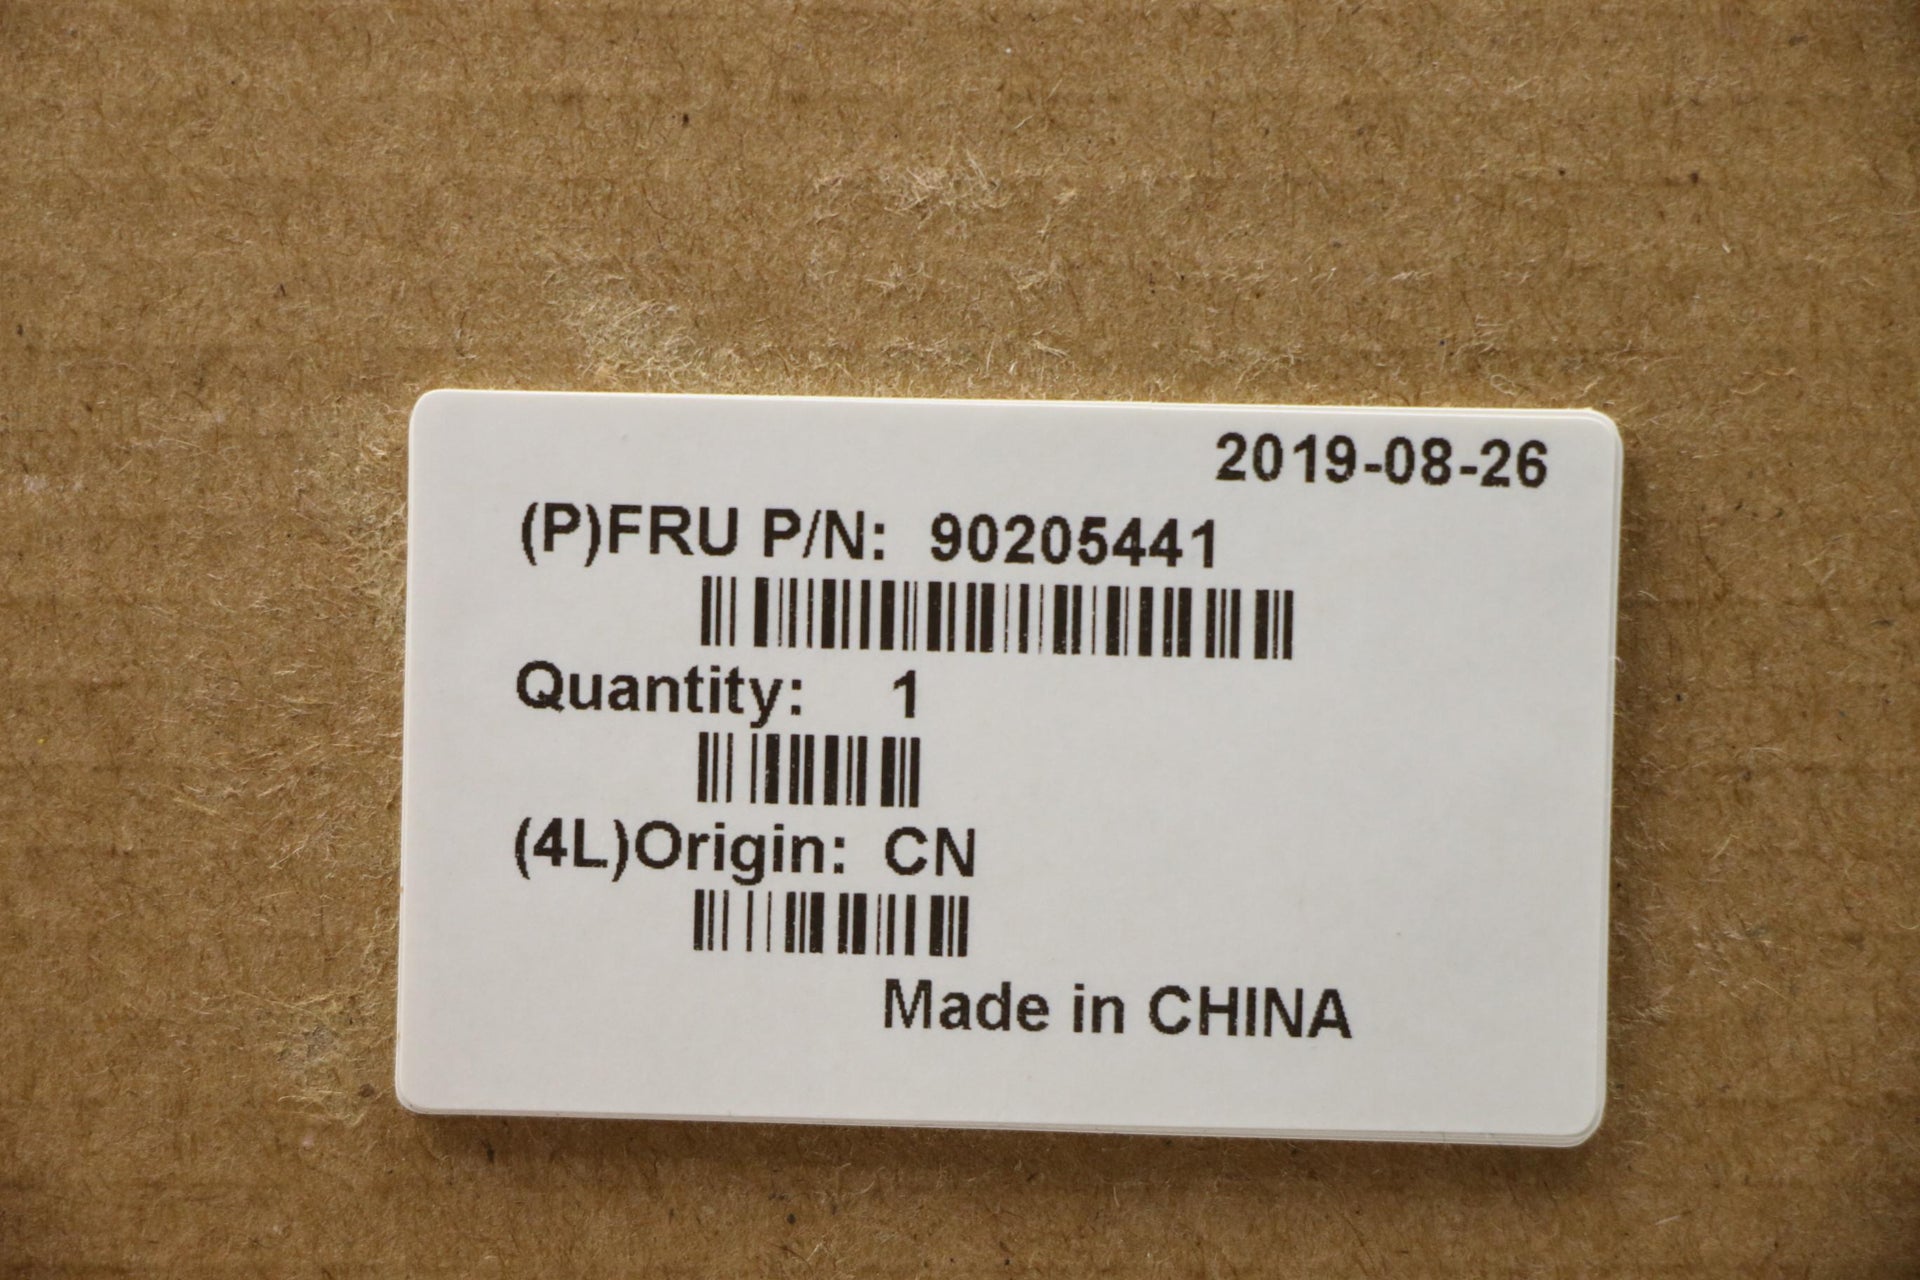 2019-08-26
(P)FRU P/N: 90205441
Quantity: 1
(4L)Origin: CN
Made in CHINA